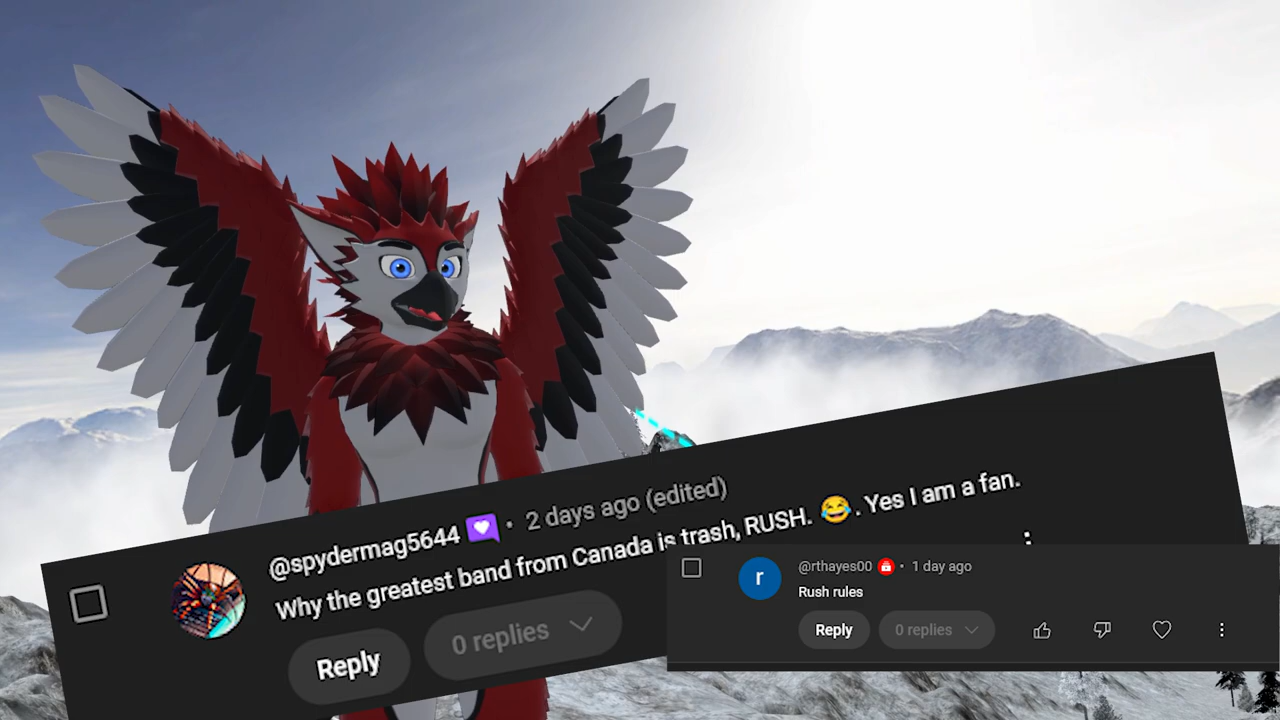 @spydermag5644 • 2 days ago (edited)
Why the greatest band from Canada is trash, RUSH. 😂. Yes I am a fan.
Reply 0 replies
r @rthayes00 • 1 day ago
Rush rules
Reply 0 replies